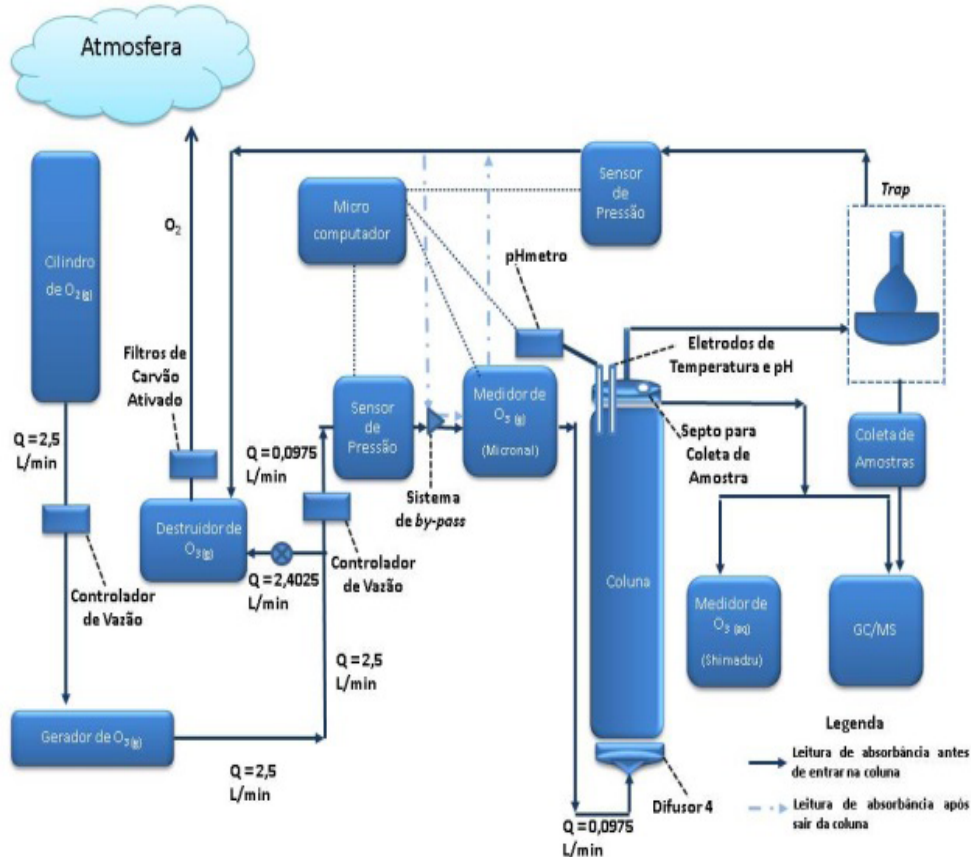 Atmosfera
Cilindro
de O₂(g)
O₂
Micro
computador
Sensor
de
Pressão
Trap
pHmetro
Eletrodos de
Temperatura e pH
Filtros de
Carvão
Ativado
Q = 2,5
L/min
Q = 0,0975
L/min
Sensor
de
Pressão
Medidor de
O₃ (g)
(Micronal)
Septo para
Coleta de
Amostra
Coleta de
Amostras
Sistema
de by-pass
Destruidor de
O₃(g)
Q = 2,4025
L/min
Controlador
de Vazão
Controlador
de Vazão
Coluna
Medidor de
O₃ (aq)
(Shimadzu)
GC/MS
Q = 2,5
L/min
Gerador de O₃(g)
Q = 2,5
L/min
Difusor 4
Q = 0,0975
L/min
Legenda
Leitura de absorbância antes
de entrar na coluna
Leitura de absorbância após
sair da coluna